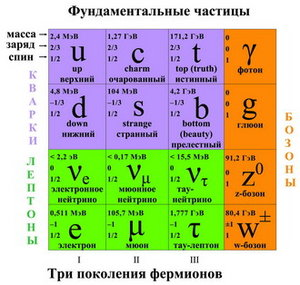 Фундаментальные частицы
масса
заряд
спин
2,4 МэВ
2/3
1/2
u
up
верхний
1,27 ГэВ
2/3
1/2
c
charm
очарованный
171,2 ГэВ
2/3
1/2
t
top (truth)
истинный
0
0
1
γ
фотон
КВАРКИ
4,8 МэВ
−1/3
1/2
d
down
нижний
104 МэВ
−1/3
1/2
s
strange
странный
4,2 ГэВ
−1/3
1/2
b
bottom
(beauty)
прелестный
0
0
1
g
глюон
БОЗОНЫ
ЛЕПТОНЫ
< 2,2 эВ
0
1/2
νe
электронное
нейтрино
< 0,17 МэВ
0
1/2
νμ
мюонное
нейтрино
< 15,5 МэВ
0
1/2
ντ
тау-
нейтрино
91,2 ГэВ
0
1
z0
z-бозон
0,511 МэВ
-1
1/2
e
электрон
105,7 МэВ
-1
1/2
μ
мюон
1,777 ГэВ
-1
1/2
τ
тау-лептон
80,4 ГэВ
±1
1
w±
w-бозон
I
II
III
Три поколения фермионов